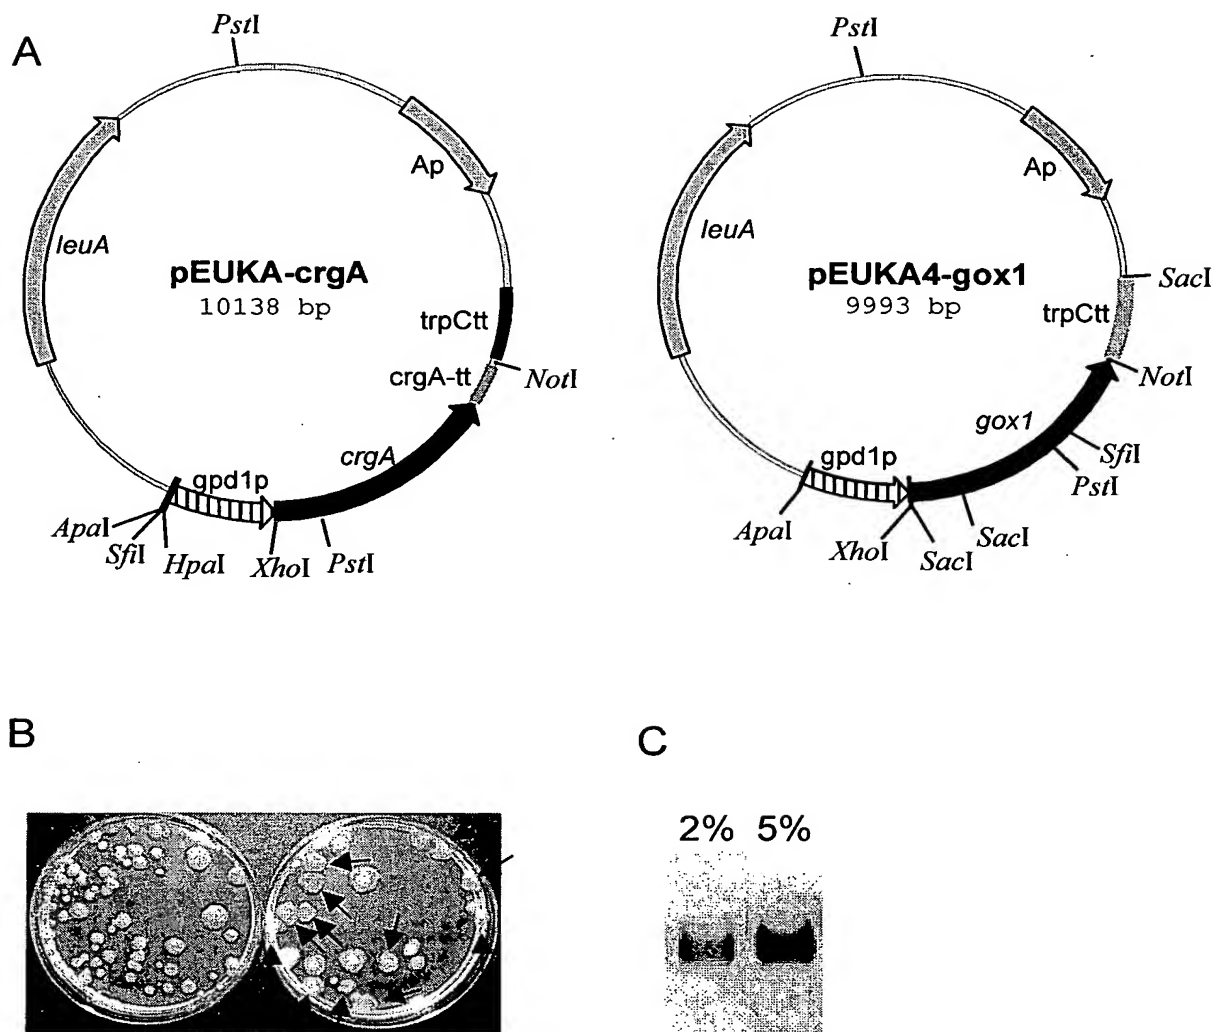 A
PstI
Ap
leuA
pEUKA-crgA
10138 bp
trpCtt
crgA-tt
NotI
crgA
gpd1p
ApaI
SfiI
HpaI
XhoI
PstI
PstI
Ap
leuA
pEUKA4-gox1
9993 bp
SacI
trpCtt
NotI
gox1
SfiI
gpd1p
PstI
ApaI
SacI
XhoI
SacI
B
C
2% 5%